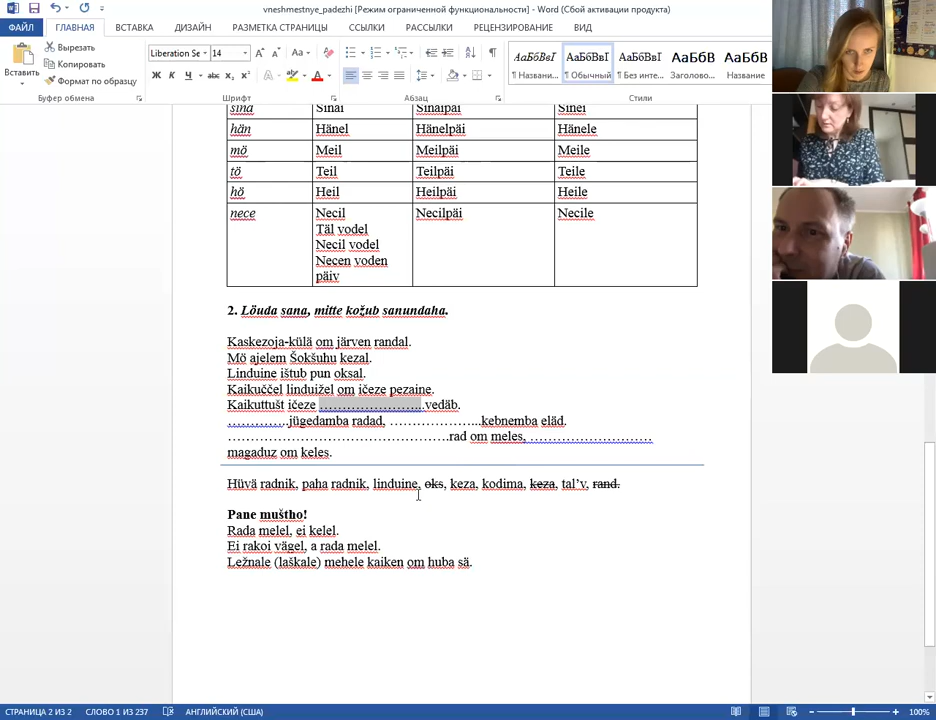 vneshmestnye_padezhi [Режим ограниченной функциональности] - Word (Сбой активации продукта)
ФАЙЛ ГЛАВНАЯ ВСТАВКА ДИЗАЙН РАЗМЕТКА СТРАНИЦЫ ССЫЛКИ РАССЫЛКИ РЕЦЕНЗИРОВАНИЕ ВИД
Вставить
Вырезать
Копировать
Формат по образцу
Буфер обмена
Liberation Se 14
Ж К Ч abc x₂ x²
Шрифт
Абзац
АаБбВвІ АаБбВвГ АаБбВвГ АаБбВ АаБбВ
¶ Названи... ¶ Обычный ¶ Без инте... Заголово... Название
Стили
sinä Sinai Sinaipäi Sinei
hän Hänel Hänelpäi Hänele
mö Meil Meilpäi Meile
tö Teil Teilpäi Teile
hö Heil Heilpäi Heile
nece Necil Necilpäi Necile
Täl vodel
Necil vodel
Necen voden
päiv
2. Löuda sana, mitte kožub sanundaha.
Kaskezoja-külä om järven randal.
Mö ajelem Šokšuhu kezal.
Linduine ištub pun oksal.
Kaikuččel linduižel om ičeze pezaine.
Kaikuttušt ičeze …………………..vedäb.
…………..jügedamba radad, ………………...kebnemba eläd.
……………………………………….rad om meles, ……………………
magaduz om keles.
Hüvä radnik, paha radnik, linduine, oks, keza, kodima, keza, tal’v, rand.
Pane muštho!
Rada melel, ei kelel.
Ei rakoi vägel, a rada melel.
Ležnale (laškale) mehele kaiken om huba sä.
СТРАНИЦА 2 ИЗ 2 СЛОВО 1 ИЗ 237 АНГЛИЙСКИЙ (США) 100%